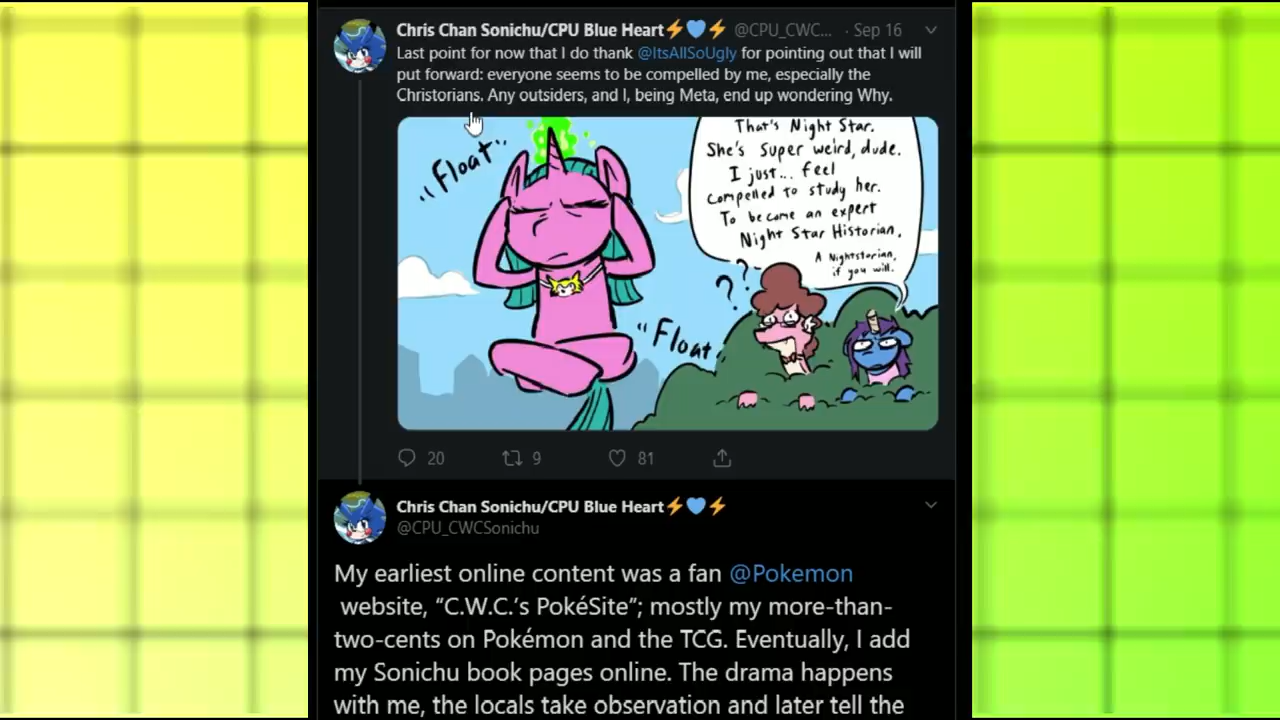 Chris Chan Sonichu/CPU Blue Heart⚡💙⚡ @CPU_CWC... · Sep 16
Last point for now that I do thank @ItsAllSoUgly for pointing out that I will
put forward: everyone seems to be compelled by me, especially the
Christorians. Any outsiders, and I, being Meta, end up wondering Why.
"Float"
That's Night Star.
She's super weird, dude.
I just... feel
compelled to study her.
To become an expert
Night Star Historian.
A Nightstorian,
if you will.
??
"Float"
20 9 81
Chris Chan Sonichu/CPU Blue Heart⚡💙⚡
@CPU_CWCSonichu
My earliest online content was a fan @Pokemon
website, “C.W.C.’s PokéSite”; mostly my more-than-
two-cents on Pokémon and the TCG. Eventually, I add
my Sonichu book pages online. The drama happens
with me, the locals take observation and later tell the